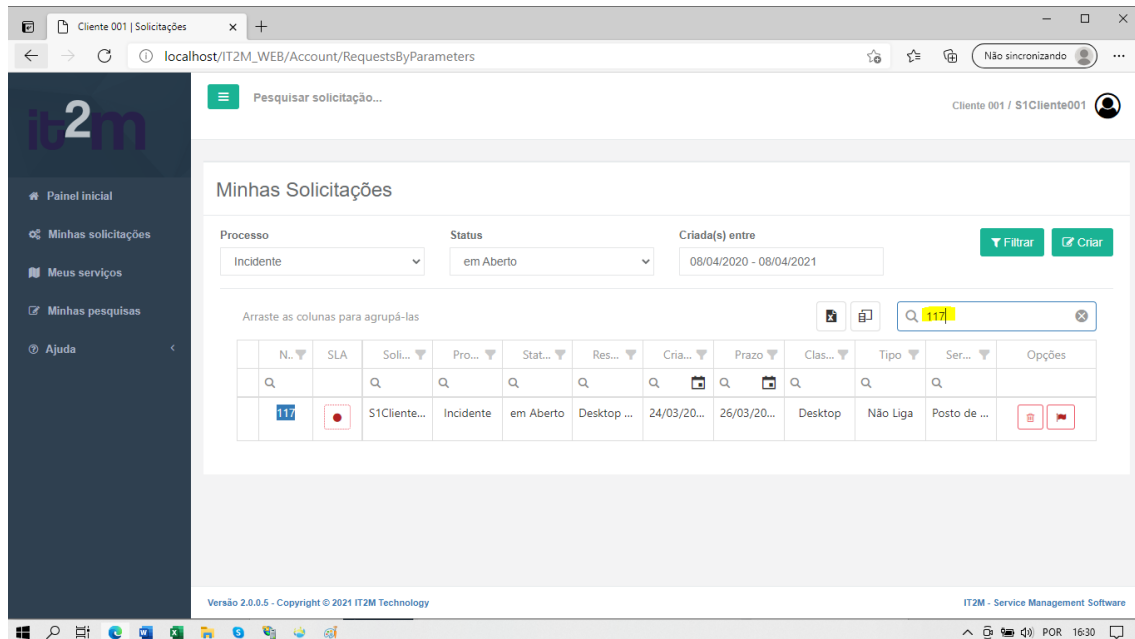 Cliente 001 | Solicitações
localhost/IT2M_WEB/Account/RequestsByParameters
Não sincronizando
it2m
Pesquisar solicitação...
Cliente 001 / S1Cliente001
Painel inicial
Minhas solicitações
Meus serviços
Minhas pesquisas
Ajuda
Minhas Solicitações
Processo Status Criada(s) entre
Incidente em Aberto 08/04/2020 - 08/04/2021 Filtrar Criar
Arraste as colunas para agrupá-las 117
N.. SLA Soli... Pro... Stat... Res... Cria... Prazo Clas... Tipo Ser... Opções
117 S1Cliente... Incidente em Aberto Desktop ... 24/03/20... 26/03/20... Desktop Não Liga Posto de ...
Versão 2.0.0.5 - Copyright © 2021 IT2M Technology IT2M - Service Management Software
POR 16:30